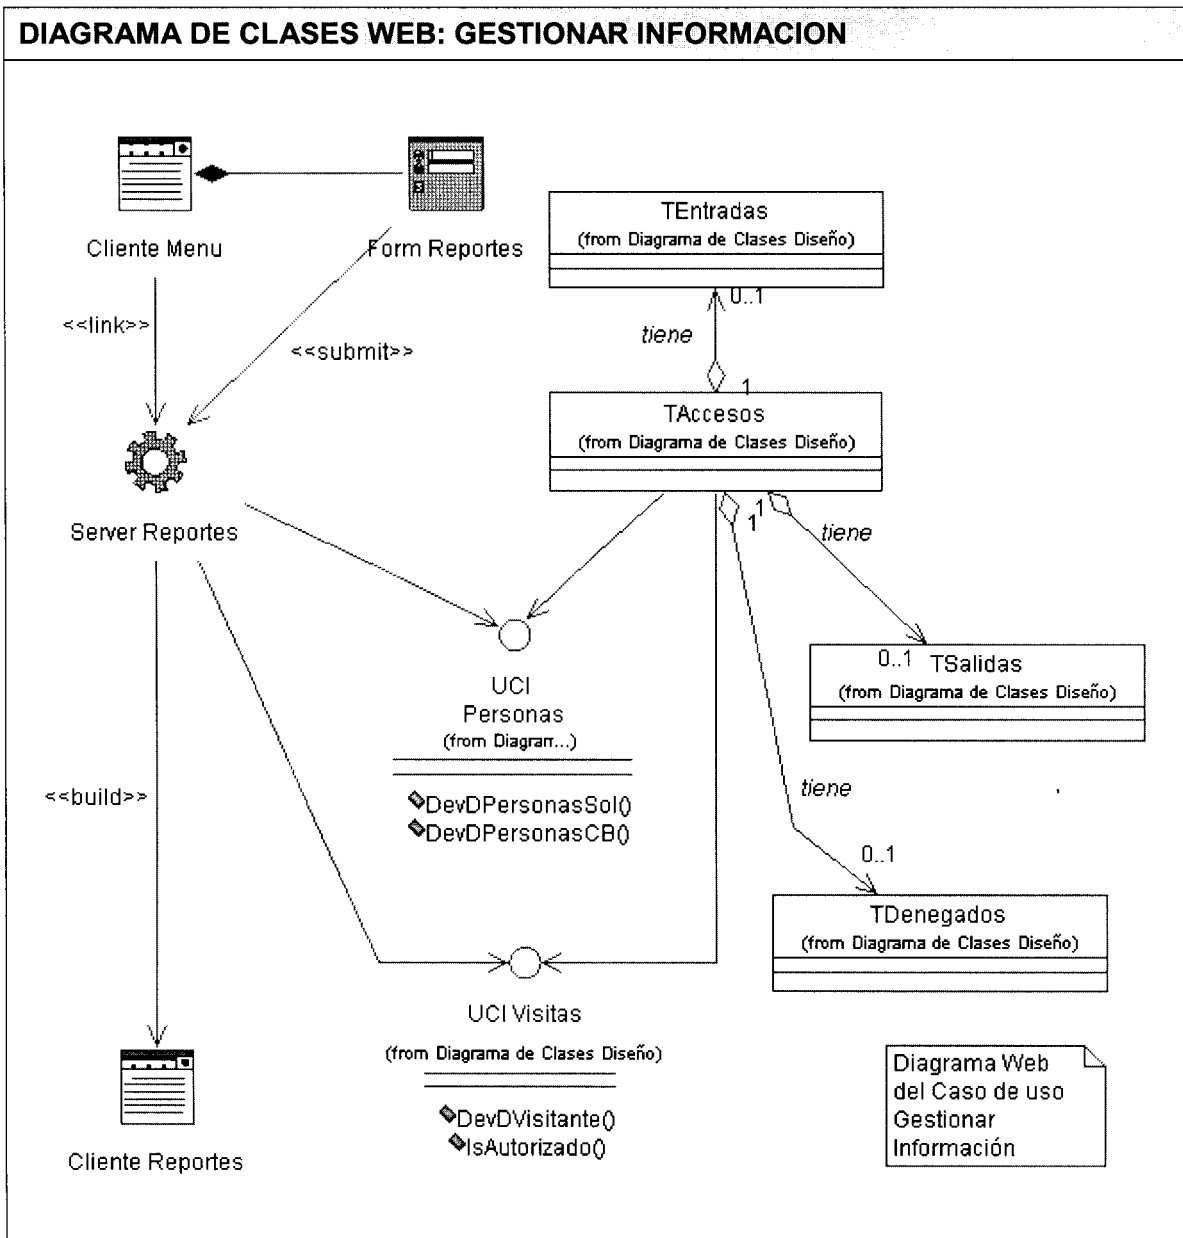 DIAGRAMA DE CLASES WEB: GESTIONAR INFORMACION
Cliente Menu
Form Reportes
TEntradas
(from Diagrama de Clases Diseño)
0..1
<<link>>
tiene
<<submit>>
1
TAccesos
(from Diagrama de Clases Diseño)
Server Reportes
1
1
tiene
0..1
TSalidas
(from Diagrama de Clases Diseño)
UCI
Personas
(from Diagram...)
<<build>>
DevDPersonasSol()
DevDPersonasCB()
tiene
0..1
TDenegados
(from Diagrama de Clases Diseño)
UCI Visitas
(from Diagrama de Clases Diseño)
DevDVisitante()
IsAutorizado()
Cliente Reportes
Diagrama Web
del Caso de uso
Gestionar
Información